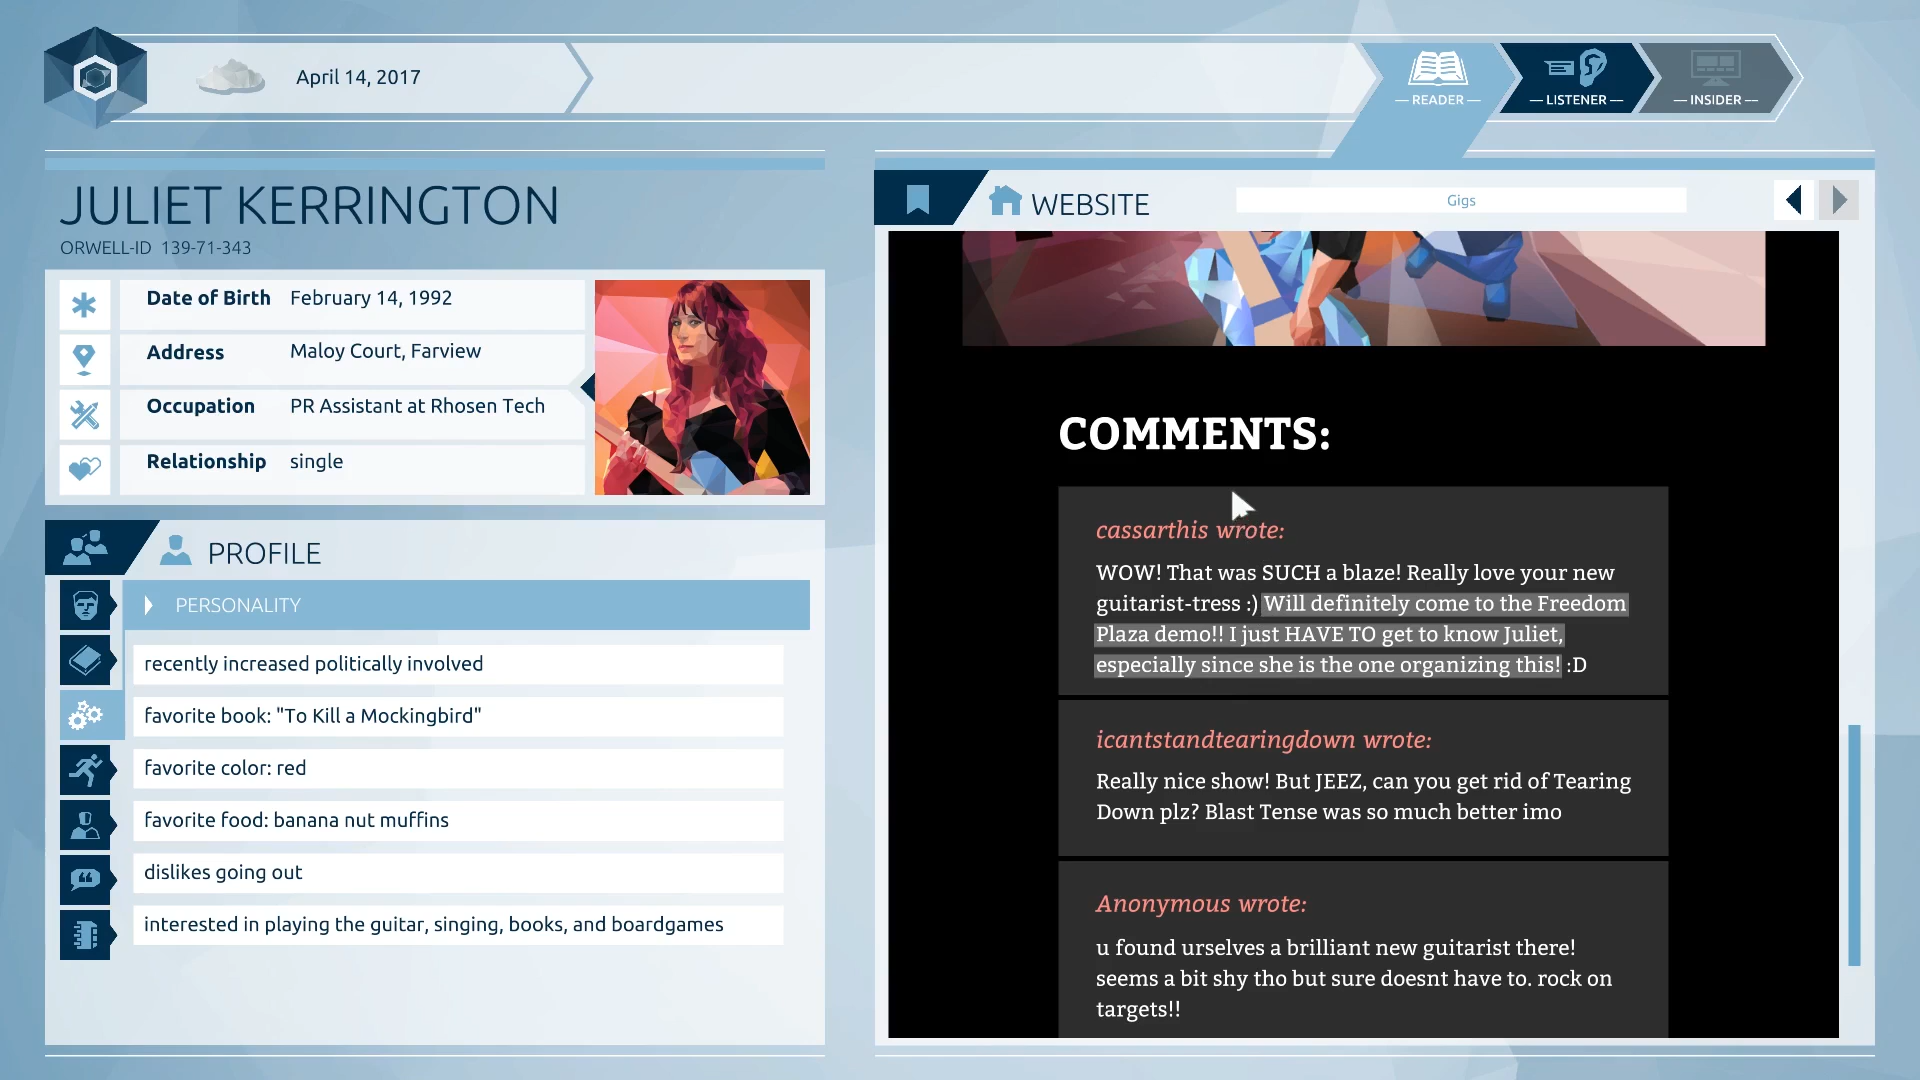 April 14, 2017
READER
LISTENER
INSIDER
JULIET KERRINGTON
ORWELL-ID 139-71-343
Date of Birth February 14, 1992
Address Maloy Court, Farview
Occupation PR Assistant at Rhosen Tech
Relationship single
PROFILE
PERSONALITY
recently increased politically involved
favorite book: "To Kill a Mockingbird"
favorite color: red
favorite food: banana nut muffins
dislikes going out
interested in playing the guitar, singing, books, and boardgames
WEBSITE
Gigs
COMMENTS:
cassarthis wrote:
WOW! That was SUCH a blaze! Really love your new
guitarist-tress :) Will definitely come to the Freedom
Plaza demo!! I just HAVE TO get to know Juliet,
especially since she is the one organizing this! :D
icantstandtearingdown wrote:
Really nice show! But JEEZ, can you get rid of Tearing
Down plz? Blast Tense was so much better imo
Anonymous wrote:
u found urselves a brilliant new guitarist there!
seems a bit shy tho but sure doesnt have to. rock on
targets!!